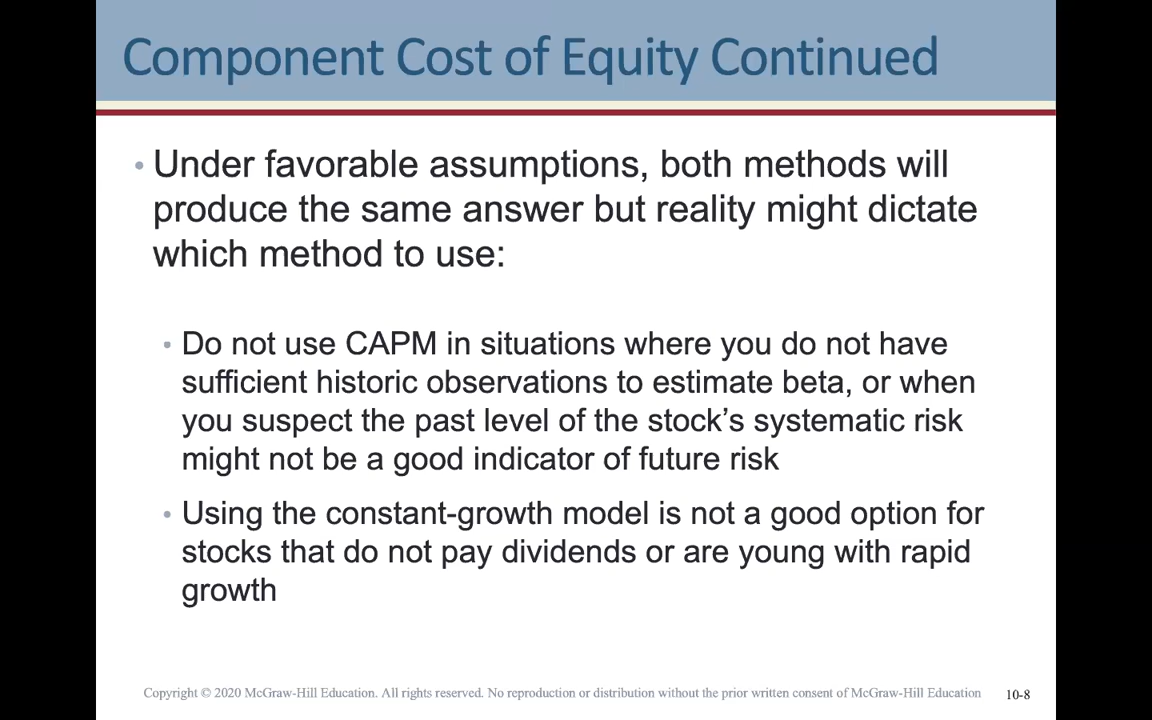 Component Cost of Equity Continued
• Under favorable assumptions, both methods will
produce the same answer but reality might dictate
which method to use:
• Do not use CAPM in situations where you do not have
sufficient historic observations to estimate beta, or when
you suspect the past level of the stock’s systematic risk
might not be a good indicator of future risk
• Using the constant-growth model is not a good option for
stocks that do not pay dividends or are young with rapid
growth
Copyright © 2020 McGraw-Hill Education. All rights reserved. No reproduction or distribution without the prior written consent of McGraw-Hill Education 10-8